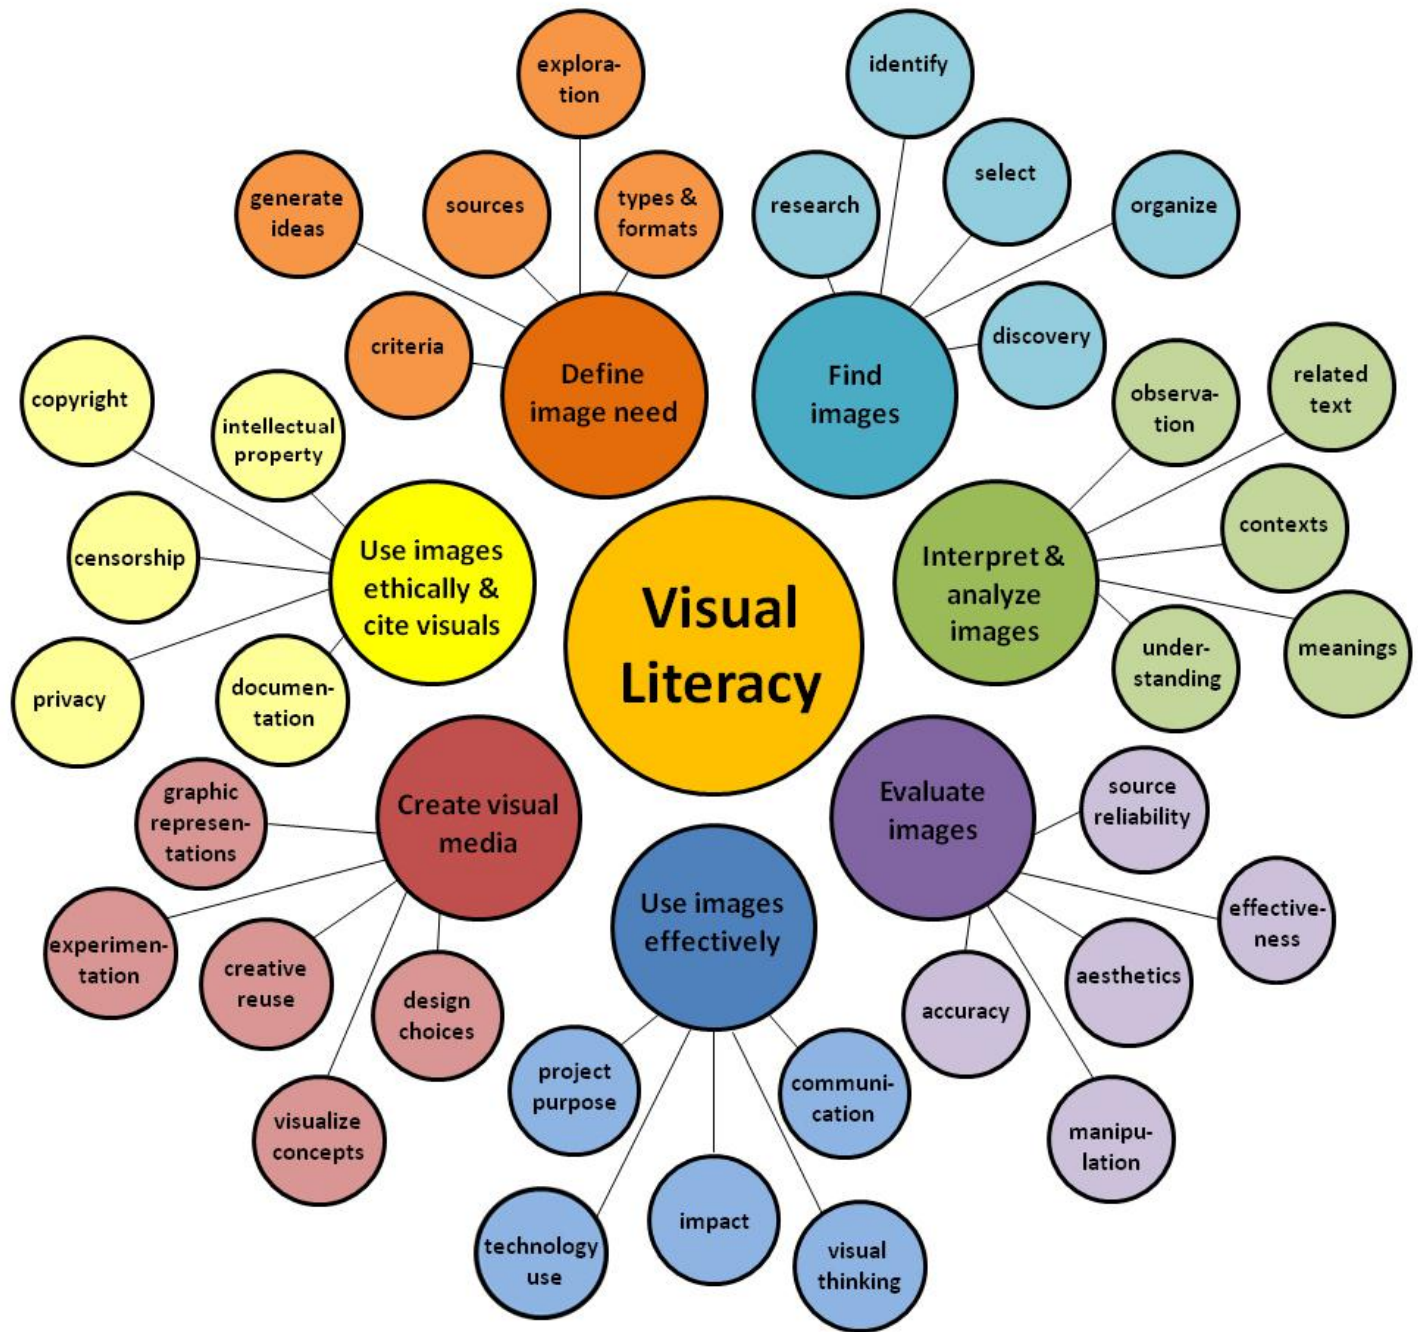 Visual
Literacy
Define
image need
explora-
tion
generate
ideas
sources
types &
formats
criteria
Find
images
identify
research
select
organize
discovery
Interpret &
analyze
images
observa-
tion
related
text
contexts
meanings
under-
standing
Evaluate
images
source
reliability
effective-
ness
aesthetics
accuracy
manipu-
lation
Use images
effectively
project
purpose
communi-
cation
technology
use
impact
visual
thinking
Create visual
media
graphic
represen-
tations
experimen-
tation
creative
reuse
design
choices
visualize
concepts
Use images
ethically &
cite visuals
copyright
intellectual
property
censorship
privacy
documen-
tation